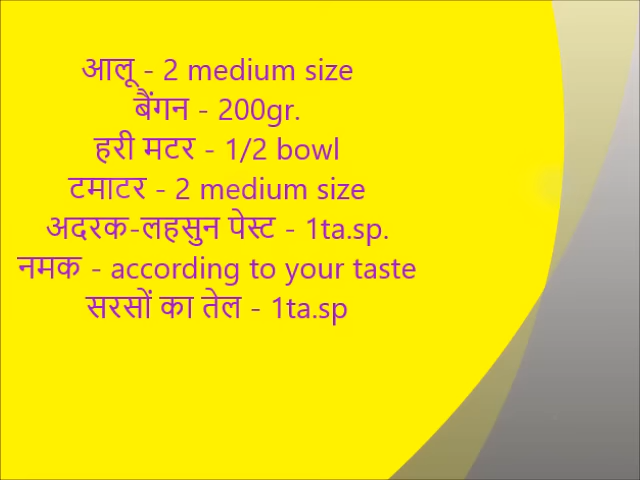 आलू - 2 medium size
बैंगन - 200gr.
हरी मटर - 1/2 bowl
टमाटर - 2 medium size
अदरक-लहसुन पेस्ट - 1ta.sp.
नमक - according to your taste
सरसों का तेल - 1ta.sp